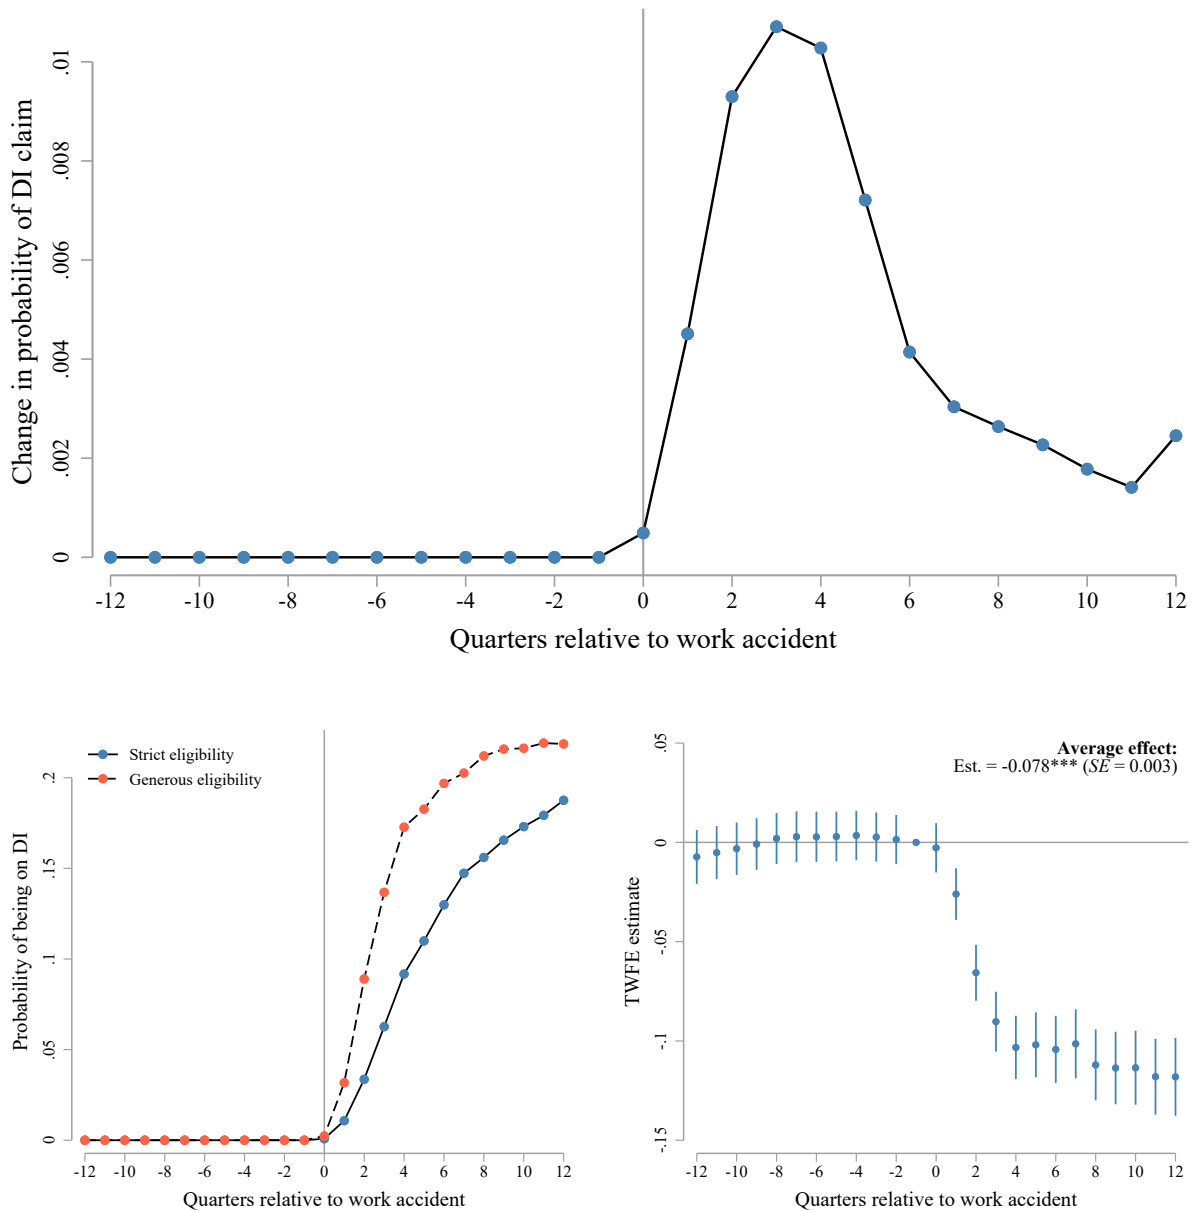 Change in probability of DI claim
.01
.008
.006
.004
.002
0
-12 -10 -8 -6 -4 -2 0 2 4 6 8 10 12
Quarters relative to work accident
Strict eligibility
Generous eligibility
Probability of being on DI
.2
.15
.1
.05
0
-12 -10 -8 -6 -4 -2 0 2 4 6 8 10 12
Quarters relative to work accident
Average effect:
Est. = -0.078*** (SE = 0.003)
TWFE estimate
.05
0
-.05
-.1
-.15
-12 -10 -8 -6 -4 -2 0 2 4 6 8 10 12
Quarters relative to work accident